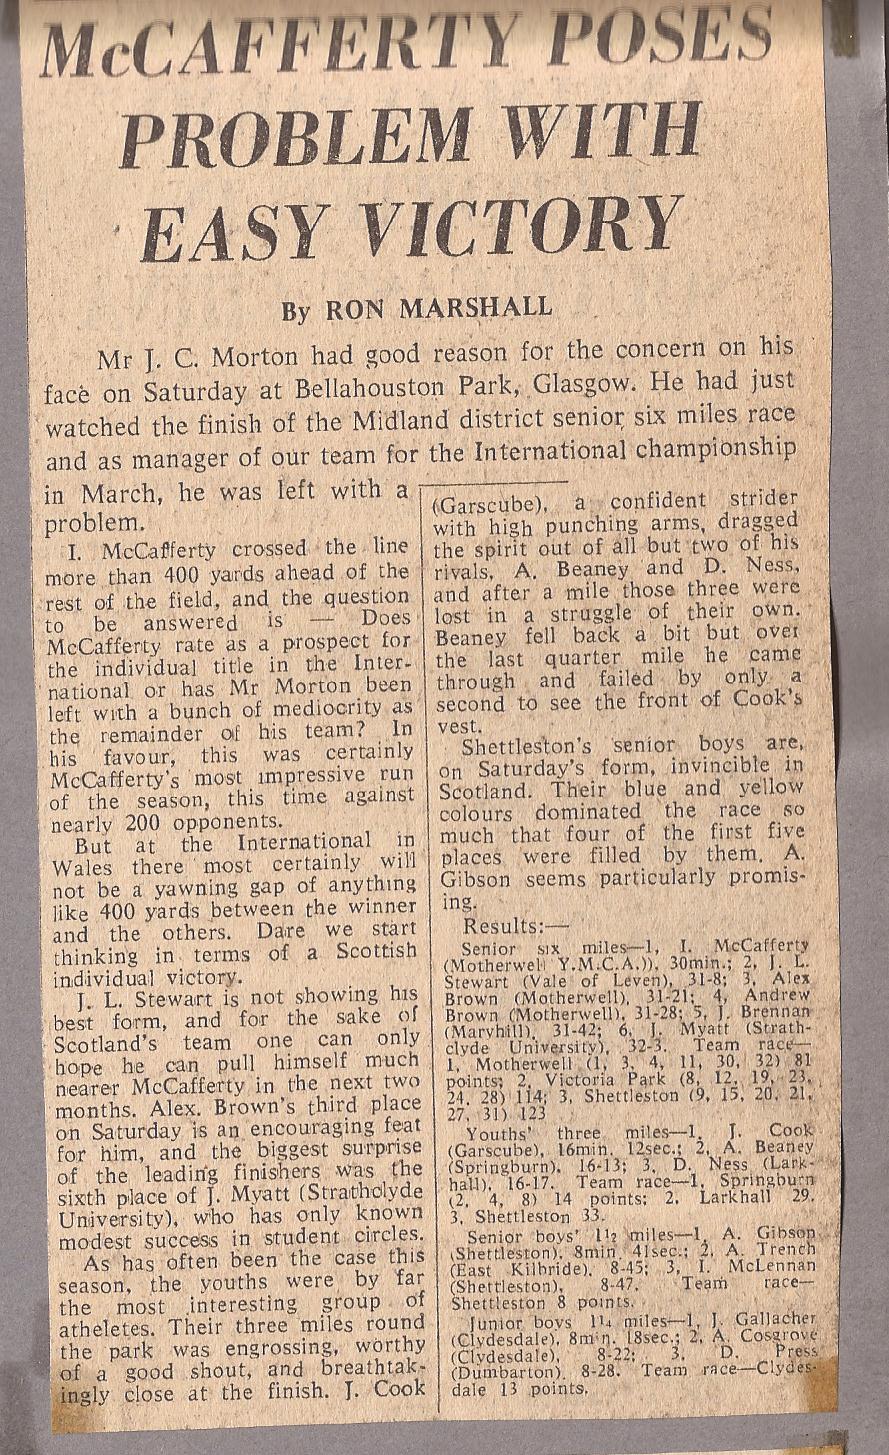 McCAFFERTY POSES
PROBLEM WITH
EASY VICTORY
By RON MARSHALL
Mr J. C. Morton had good reason for the concern on his
face on Saturday at Bellahouston Park, Glasgow. He had just
watched the finish of the Midland district senior six miles race
and as manager of our team for the International championship
in March, he was left with a
problem.
I. McCafferty crossed the line
more than 400 yards ahead of the
rest of the field, and the question
to be answered is — Does
McCafferty rate as a prospect for
the individual title in the Inter-
national or has Mr Morton been
left with a bunch of mediocrity as
the remainder of his team? In
his favour, this was certainly
McCafferty's most impressive run
of the season, this time against
nearly 200 opponents.
But at the International in
Wales there most certainly will
not be a yawning gap of anything
like 400 yards between the winner
and the others. Dare we start
thinking in terms of a Scottish
individual victory.
J. L. Stewart is not showing his
best form, and for the sake of
Scotland's team one can only
hope he can pull himself much
nearer McCafferty in the next two
months. Alex. Brown's third place
on Saturday is an encouraging feat
for him, and the biggest surprise
of the leading finishers was the
sixth place of J. Myatt (Strathclyde
University), who has only known
modest success in student circles.
As has often been the case this
season, the youths were by far
the most interesting group of
atheletes. Their three miles round
the park was engrossing, worthy
of a good shout, and breathtak-
ingly close at the finish. J. Cook
(Garscube), a confident strider
with high punching arms, dragged
the spirit out of all but two of his
rivals, A. Beaney and D. Ness,
and after a mile those three were
lost in a struggle of their own.
Beaney fell back a bit but over
the last quarter mile he came
through and failed by only a
second to see the front of Cook's
vest.
Shettleston's senior boys are,
on Saturday's form, invincible in
Scotland. Their blue and yellow
colours dominated the race so
much that four of the first five
places were filled by them. A.
Gibson seems particularly promis-
ing.
Results:—
Senior six miles—1, I. McCafferty
(Motherwell Y.M.C.A.)), 30min.; 2, J. L.
Stewart (Vale of Leven), 31-8; 3, Alex
Brown (Motherwell), 31-21; 4, Andrew
Brown (Motherwell), 31-28; 5, J. Brennan
(Maryhill), 31-42; 6, J. Myatt (Strath-
clyde University), 32-3. Team race—
1, Motherwell (1, 3, 4, 11, 30, 32) 81
points; 2, Victoria Park (8, 12, 19, 23,
24, 28) 114; 3, Shettleston (9, 15, 20, 21,
27, 31) 123
Youths' three miles—1, J. Cook
(Garscube), 16min. 12sec.; 2, A. Beaney
(Springburn), 16-13; 3, D. Ness (Lark-
hall), 16-17. Team race—1, Springburn
(2, 4, 8) 14 points; 2, Larkhall 29,
3, Shettleston 33.
Senior boys' 1½ miles—1, A. Gibson
(Shettleston), 8min. 41sec.; 2, A. Trench
(East Kilbride), 8-45; 3, I. McLennan
(Shettleston), 8-47. Team race—
Shettleston 8 points.
Junior boys 1¼ miles—1, J. Gallacher
(Clydesdale), 8min. 18sec.; 2, A. Cosgrove
(Clydesdale), 8-22; 3, D. Press
(Dumbarton), 8-28. Team race—Clydes-
dale 13 points.